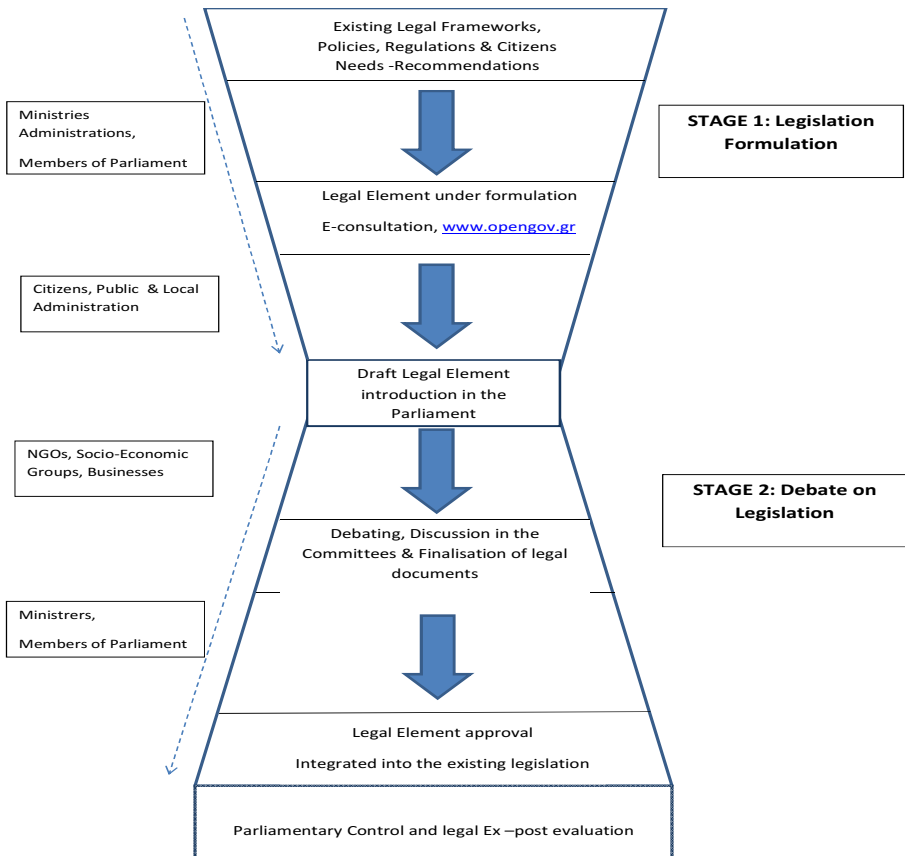 Existing Legal Frameworks,
Policies, Regulations & Citizens
Needs -Recommendations
Ministries
Administrations,
Members of Parliament
STAGE 1: Legislation
Formulation
Legal Element under formulation
E-consultation, www.opengov.gr
Citizens, Public & Local
Administration
Draft Legal Element
introduction in the
Parliament
NGOs, Socio-Economic
Groups, Businesses
STAGE 2: Debate on
Legislation
Debating, Discussion in the
Committees & Finalisation of legal
documents
Ministrers,
Members of Parliament
Legal Element approval
Integrated into the existing legislation
Parliamentary Control and legal Ex –post evaluation